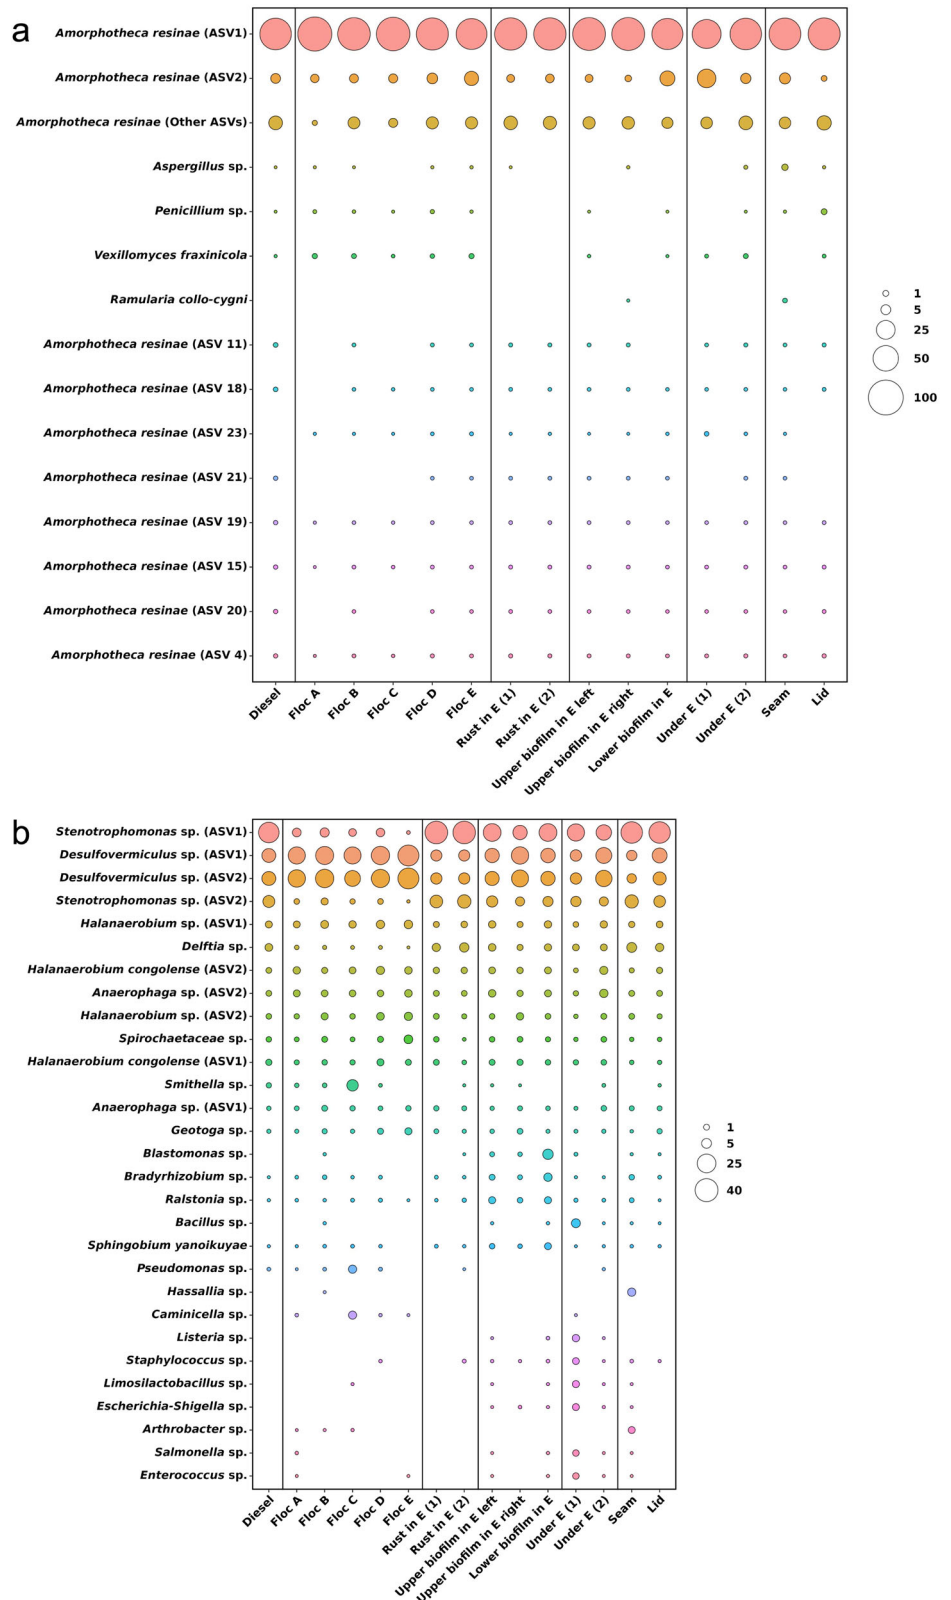 a
Amorphotheca resinae (ASV1)
Amorphotheca resinae (ASV2)
Amorphotheca resinae (Other ASVs)
Aspergillus sp.
Penicillium sp.
Vexillomyces fraxinicola
Ramularia collo-cygni
Amorphotheca resinae (ASV 11)
Amorphotheca resinae (ASV 18)
Amorphotheca resinae (ASV 23)
Amorphotheca resinae (ASV 21)
Amorphotheca resinae (ASV 19)
Amorphotheca resinae (ASV 15)
Amorphotheca resinae (ASV 20)
Amorphotheca resinae (ASV 4)
1
5
25
50
100
Diesel
Floc A
Floc B
Floc C
Floc D
Floc E
Rust in E (1)
Rust in E (2)
Upper biofilm in E left
Upper biofilm in E right
Lower biofilm in E
Under E (1)
Under E (2)
Seam
Lid
b
Stenotrophomonas sp. (ASV1)
Desulfovermiculus sp. (ASV1)
Desulfovermiculus sp. (ASV2)
Stenotrophomonas sp. (ASV2)
Halanaerobium sp. (ASV1)
Delftia sp.
Halanaerobium congolense (ASV2)
Anaerophaga sp. (ASV2)
Halanaerobium sp. (ASV2)
Spirochaetaceae sp.
Halanaerobium congolense (ASV1)
Smithella sp.
Anaerophaga sp. (ASV1)
Geotoga sp.
Blastomonas sp.
Bradyrhizobium sp.
Ralstonia sp.
Bacillus sp.
Sphingobium yanoikuyae
Pseudomonas sp.
Hassallia sp.
Caminicella sp.
Listeria sp.
Staphylococcus sp.
Limosilactobacillus sp.
Escherichia-Shigella sp.
Arthrobacter sp.
Salmonella sp.
Enterococcus sp.
1
5
25
40
Diesel
Floc A
Floc B
Floc C
Floc D
Floc E
Rust in E (1)
Rust in E (2)
Upper biofilm in E left
Upper biofilm in E right
Lower biofilm in E
Under E (1)
Under E (2)
Seam
Lid